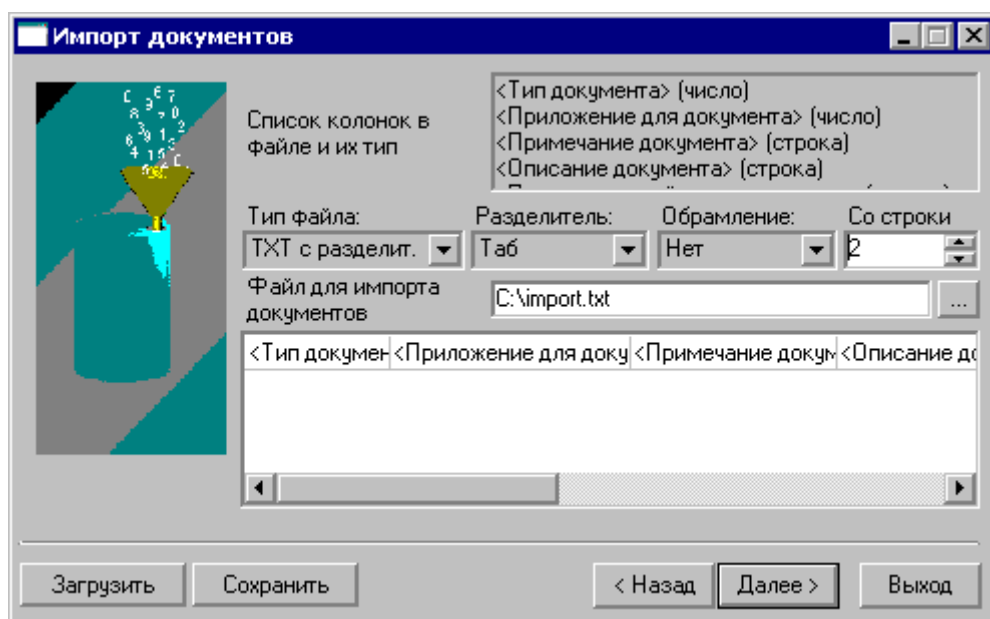 Импорт документов
Список колонок в
файле и их тип
<Тип документа> (число)
<Приложение для документа> (число)
<Примечание документа> (строка)
<Описание документа> (строка)
Тип файла:
Разделитель:
Обрамление:
Со строки
TXT с разделит.
Таб
Нет
2
Файл для импорта
документов
C:\import.txt
...
<Тип докумен <Приложение для доку <Примечание докум <Описание до
Загрузить
Сохранить
< Назад
Далее >
Выход